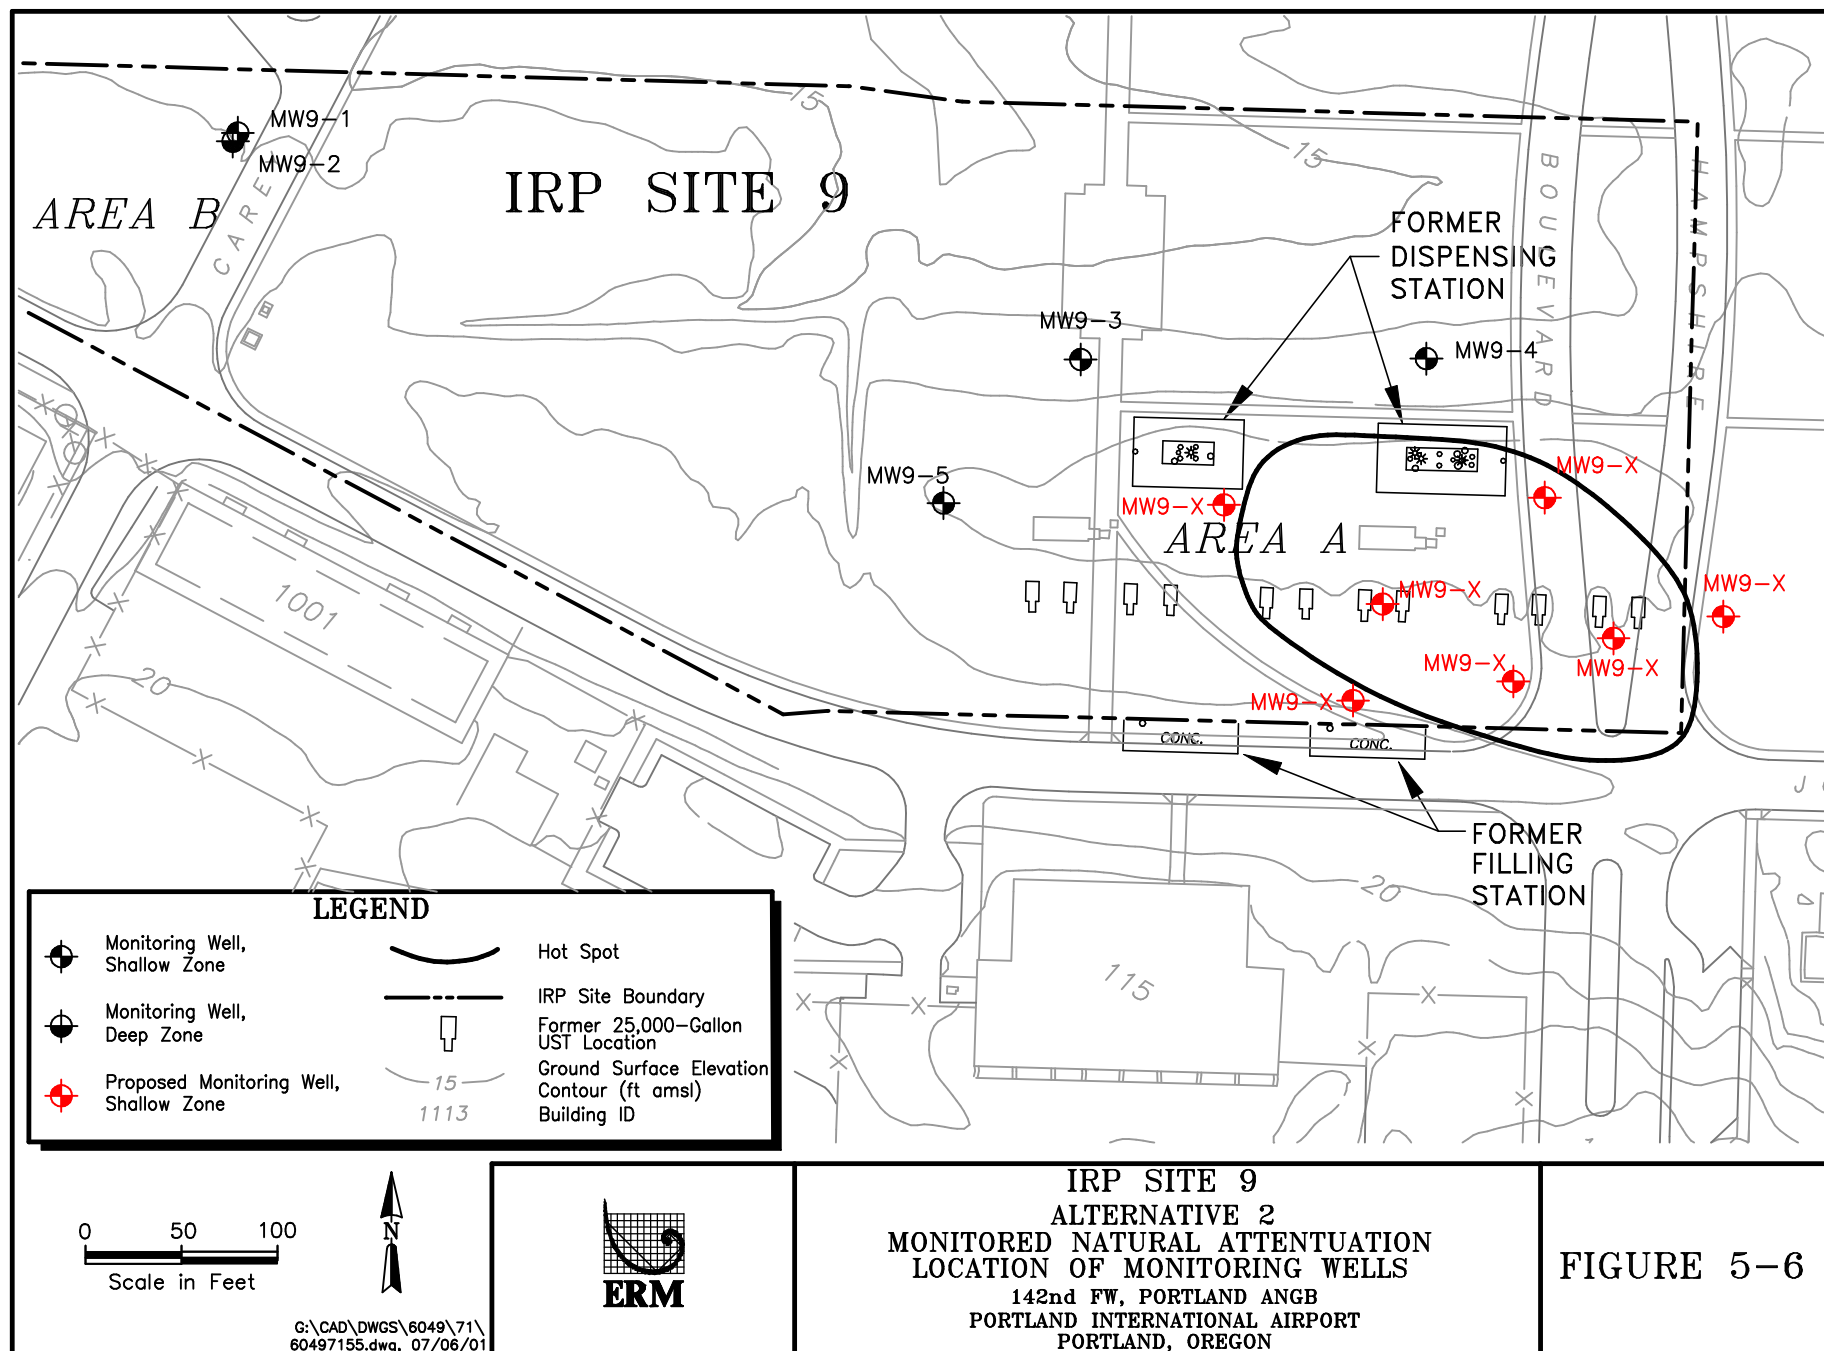 15
MW9-1
MW9-2
CARE
AREA B
IRP SITE 9
15
BOULEVARD
HAMPSHIRE
FORMER
DISPENSING
STATION
MW9-3
MW9-4
MW9-5
MW9-X
MW9-X
AREA A
MW9-X
MW9-X
MW9-X
MW9-X
MW9-X
1001
20
CONC.
CONC.
FORMER
FILLING
STATION
20
115
LEGEND
Monitoring Well,
Shallow Zone
Monitoring Well,
Deep Zone
Proposed Monitoring Well,
Shallow Zone
Hot Spot
IRP Site Boundary
Former 25,000-Gallon
UST Location
15
Ground Surface Elevation
Contour (ft amsl)
1113
Building ID
0 50 100
Scale in Feet
N
G:\CAD\DWGS\6049\71\
60497155.dwg, 07/06/01
ERM
IRP SITE 9
ALTERNATIVE 2
MONITORED NATURAL ATTENTUATION
LOCATION OF MONITORING WELLS
142nd FW, PORTLAND ANGB
PORTLAND INTERNATIONAL AIRPORT
PORTLAND, OREGON
FIGURE 5-6